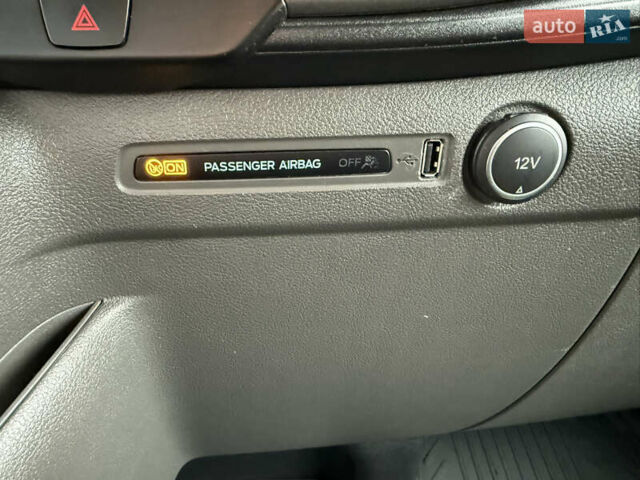 auto RIA
.com
ON PASSENGER AIRBAG OFF
12V